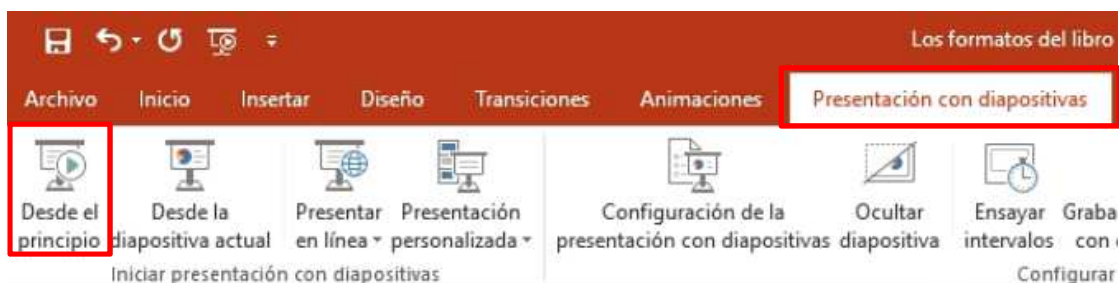 Los formatos del libro
Archivo Inicio Insertar Diseño Transiciones Animaciones Presentación con diapositivas
Desde el Desde la Presentar Presentación Configuración de la Ocultar Ensayar Graba
principio diapositiva actual en línea personalizada presentación con diapositivas diapositiva intervalos con
Iniciar presentación con diapositivas Configurar